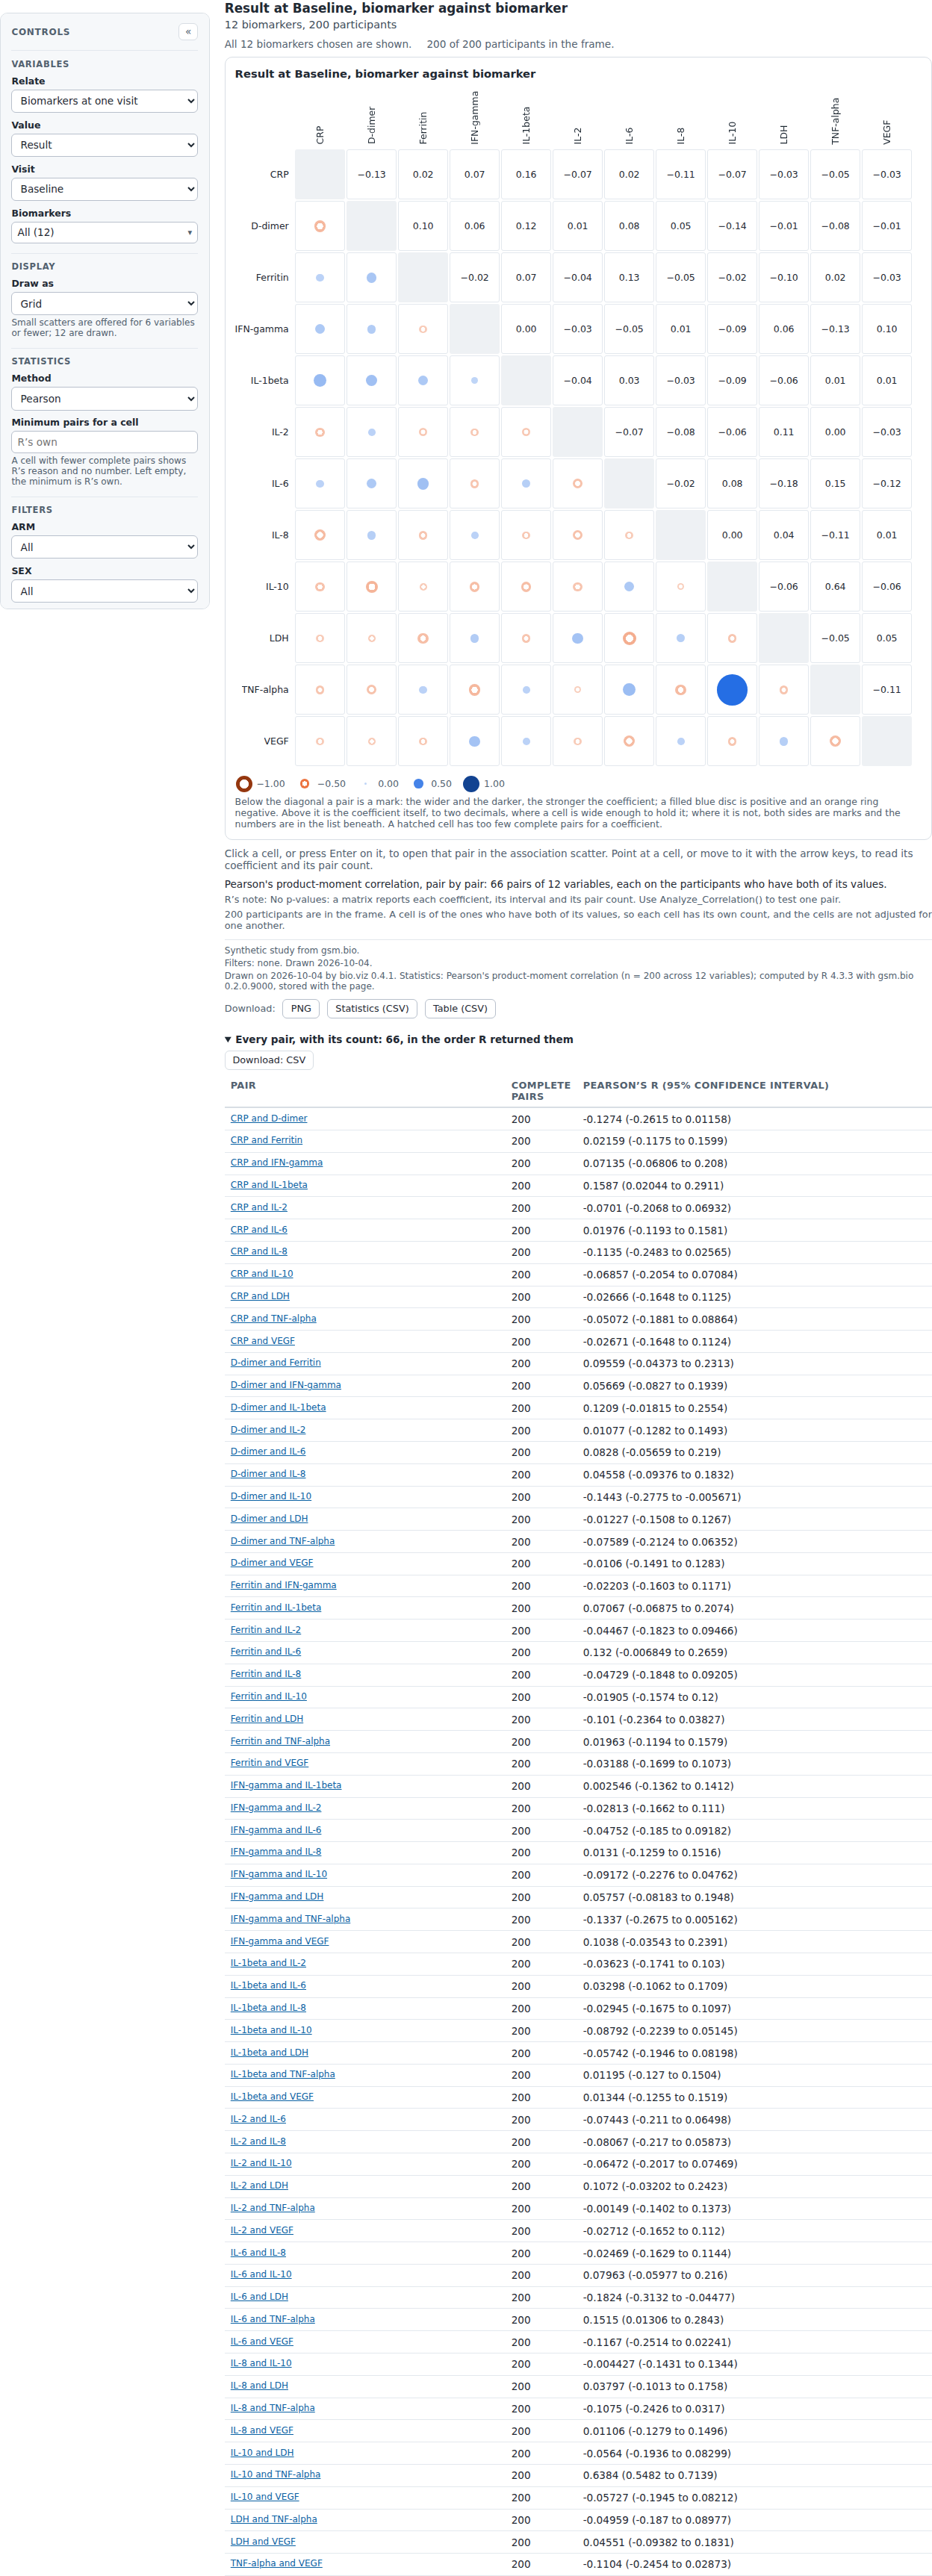 CONTROLS
«
VARIABLES
Relate
Biomarkers at one visit
Value
Result
Visit
Baseline
Biomarkers
All (12)
DISPLAY
Draw as
Grid
Small scatters are offered for 6 variables
or fewer; 12 are drawn.
STATISTICS
Method
Pearson
Minimum pairs for a cell
R's own
A cell with fewer complete pairs shows
R's reason and no number. Left empty,
the minimum is R's own.
FILTERS
ARM
All
SEX
All
Result at Baseline, biomarker against biomarker
12 biomarkers, 200 participants
All 12 biomarkers chosen are shown. 200 of 200 participants in the frame.
Result at Baseline, biomarker against biomarker
CRP D-dimer Ferritin IFN-gamma IL-1beta IL-2 IL-6 IL-8 IL-10 LDH TNF-alpha VEGF
CRP −0.13 0.02 0.07 0.16 −0.07 0.02 −0.11 −0.07 −0.03 −0.05 −0.03
D-dimer 0.10 0.06 0.12 0.01 0.08 0.05 −0.14 −0.01 −0.08 −0.01
Ferritin −0.02 0.07 −0.04 0.13 −0.05 −0.02 −0.10 0.02 −0.03
IFN-gamma 0.00 −0.03 −0.05 0.01 −0.09 0.06 −0.13 0.10
IL-1beta −0.04 0.03 −0.03 −0.09 −0.06 0.01 0.01
IL-2 −0.07 −0.08 −0.06 0.11 0.00 −0.03
IL-6 −0.02 0.08 −0.18 0.15 −0.12
IL-8 0.00 0.04 −0.11 0.01
IL-10 −0.06 0.64 −0.06
LDH −0.05 0.05
TNF-alpha −0.11
VEGF
−1.00 −0.50 0.00 0.50 1.00
Below the diagonal a pair is a mark: the wider and the darker, the stronger the coefficient; a filled blue disc is positive and an orange ring
negative. Above it is the coefficient itself, to two decimals, where a cell is wide enough to hold it; where it is not, both sides are marks and the
numbers are in the list beneath. A hatched cell has too few complete pairs for a coefficient.
Click a cell, or press Enter on it, to open that pair in the association scatter. Point at a cell, or move to it with the arrow keys, to read its
coefficient and its pair count.
Pearson's product-moment correlation, pair by pair: 66 pairs of 12 variables, each on the participants who have both of its values.
R's note: No p-values: a matrix reports each coefficient, its interval and its pair count. Use Analyze_Correlation() to test one pair.
200 participants are in the frame. A cell is of the ones who have both of its values, so each cell has its own count, and the cells are not adjusted for
one another.
Synthetic study from gsm.bio.
Filters: none. Drawn 2026-10-04.
Drawn on 2026-10-04 by bio.viz 0.4.1. Statistics: Pearson's product-moment correlation (n = 200 across 12 variables); computed by R 4.3.3 with gsm.bio
0.2.0.9000, stored with the page.
Download: PNG Statistics (CSV) Table (CSV)
▼ Every pair, with its count: 66, in the order R returned them
Download: CSV
PAIR COMPLETE PAIRS PEARSON'S R (95% CONFIDENCE INTERVAL)
CRP and D-dimer 200 -0.1274 (-0.2615 to 0.01158)
CRP and Ferritin 200 0.02159 (-0.1175 to 0.1599)
CRP and IFN-gamma 200 0.07135 (-0.06806 to 0.208)
CRP and IL-1beta 200 0.1587 (0.02044 to 0.2911)
CRP and IL-2 200 -0.0701 (-0.2068 to 0.06932)
CRP and IL-6 200 0.01976 (-0.1193 to 0.1581)
CRP and IL-8 200 -0.1135 (-0.2483 to 0.02565)
CRP and IL-10 200 -0.06857 (-0.2054 to 0.07084)
CRP and LDH 200 -0.02666 (-0.1648 to 0.1125)
CRP and TNF-alpha 200 -0.05072 (-0.1881 to 0.08864)
CRP and VEGF 200 -0.02671 (-0.1648 to 0.1124)
D-dimer and Ferritin 200 0.09559 (-0.04373 to 0.2313)
D-dimer and IFN-gamma 200 0.05669 (-0.0827 to 0.1939)
D-dimer and IL-1beta 200 0.1209 (-0.01815 to 0.2554)
D-dimer and IL-2 200 0.01077 (-0.1282 to 0.1493)
D-dimer and IL-6 200 0.0828 (-0.05659 to 0.219)
D-dimer and IL-8 200 0.04558 (-0.09376 to 0.1832)
D-dimer and IL-10 200 -0.1443 (-0.2775 to -0.005671)
D-dimer and LDH 200 -0.01227 (-0.1508 to 0.1267)
D-dimer and TNF-alpha 200 -0.07589 (-0.2124 to 0.06352)
D-dimer and VEGF 200 -0.0106 (-0.1491 to 0.1283)
Ferritin and IFN-gamma 200 -0.02203 (-0.1603 to 0.1171)
Ferritin and IL-1beta 200 0.07067 (-0.06875 to 0.2074)
Ferritin and IL-2 200 -0.04467 (-0.1823 to 0.09466)
Ferritin and IL-6 200 0.132 (-0.006849 to 0.2659)
Ferritin and IL-8 200 -0.04729 (-0.1848 to 0.09205)
Ferritin and IL-10 200 -0.01905 (-0.1574 to 0.12)
Ferritin and LDH 200 -0.101 (-0.2364 to 0.03827)
Ferritin and TNF-alpha 200 0.01963 (-0.1194 to 0.1579)
Ferritin and VEGF 200 -0.03188 (-0.1699 to 0.1073)
IFN-gamma and IL-1beta 200 0.002546 (-0.1362 to 0.1412)
IFN-gamma and IL-2 200 -0.02813 (-0.1662 to 0.111)
IFN-gamma and IL-6 200 -0.04752 (-0.185 to 0.09182)
IFN-gamma and IL-8 200 0.0131 (-0.1259 to 0.1516)
IFN-gamma and IL-10 200 -0.09172 (-0.2276 to 0.04762)
IFN-gamma and LDH 200 0.05757 (-0.08183 to 0.1948)
IFN-gamma and TNF-alpha 200 -0.1337 (-0.2675 to 0.005162)
IFN-gamma and VEGF 200 0.1038 (-0.03543 to 0.2391)
IL-1beta and IL-2 200 -0.03623 (-0.1741 to 0.103)
IL-1beta and IL-6 200 0.03298 (-0.1062 to 0.1709)
IL-1beta and IL-8 200 -0.02945 (-0.1675 to 0.1097)
IL-1beta and IL-10 200 -0.08792 (-0.2239 to 0.05145)
IL-1beta and LDH 200 -0.05742 (-0.1946 to 0.08198)
IL-1beta and TNF-alpha 200 0.01195 (-0.127 to 0.1504)
IL-1beta and VEGF 200 0.01344 (-0.1255 to 0.1519)
IL-2 and IL-6 200 -0.07443 (-0.211 to 0.06498)
IL-2 and IL-8 200 -0.08067 (-0.217 to 0.05873)
IL-2 and IL-10 200 -0.06472 (-0.2017 to 0.07469)
IL-2 and LDH 200 0.1072 (-0.03202 to 0.2423)
IL-2 and TNF-alpha 200 -0.00149 (-0.1402 to 0.1373)
IL-2 and VEGF 200 -0.02712 (-0.1652 to 0.112)
IL-6 and IL-8 200 -0.02469 (-0.1629 to 0.1144)
IL-6 and IL-10 200 0.07963 (-0.05977 to 0.216)
IL-6 and LDH 200 -0.1824 (-0.3132 to -0.04477)
IL-6 and TNF-alpha 200 0.1515 (0.01306 to 0.2843)
IL-6 and VEGF 200 -0.1167 (-0.2514 to 0.02241)
IL-8 and IL-10 200 -0.004427 (-0.1431 to 0.1344)
IL-8 and LDH 200 0.03797 (-0.1013 to 0.1758)
IL-8 and TNF-alpha 200 -0.1075 (-0.2426 to 0.0317)
IL-8 and VEGF 200 0.01106 (-0.1279 to 0.1496)
IL-10 and LDH 200 -0.0564 (-0.1936 to 0.08299)
IL-10 and TNF-alpha 200 0.6384 (0.5482 to 0.7139)
IL-10 and VEGF 200 -0.05727 (-0.1945 to 0.08212)
LDH and TNF-alpha 200 -0.04959 (-0.187 to 0.08977)
LDH and VEGF 200 0.04551 (-0.09382 to 0.1831)
TNF-alpha and VEGF 200 -0.1104 (-0.2454 to 0.02873)